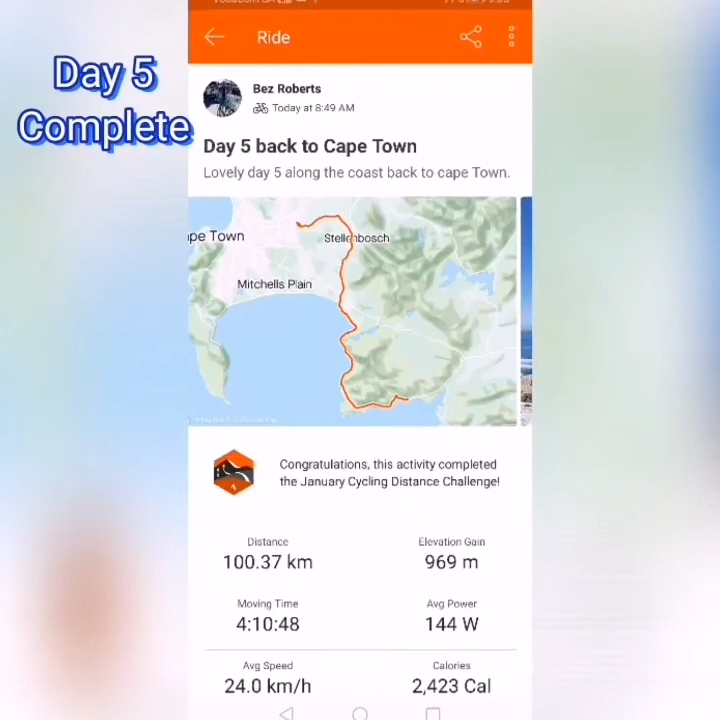 Ride
Day 5
Complete
Bez Roberts
Today at 8:49 AM
Day 5 back to Cape Town
Lovely day 5 along the coast back to cape Town.
pe Town
Stellenbosch
Mitchells Plain
Congratulations, this activity completed
the January Cycling Distance Challenge!
Distance
Elevation Gain
100.37 km
969 m
Moving Time
Avg Power
4:10:48
144 W
Avg Speed
Calories
24.0 km/h
2,423 Cal